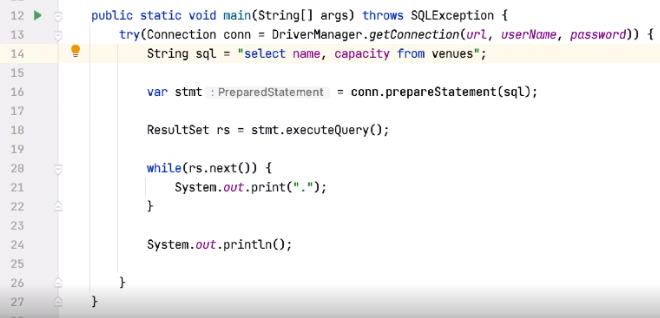 12 public static void main(String[] args) throws SQLException {
13 try(Connection conn = DriverManager.getConnection(url, userName, password)) {
14 String sql = "select name, capacity from venues";
15
16 var stmt : PreparedStatement = conn.prepareStatement(sql);
17
18 ResultSet rs = stmt.executeQuery();
19
20 while(rs.next()) {
21 System.out.print(".");
22 }
23
24 System.out.println();
25
26 }
27 }